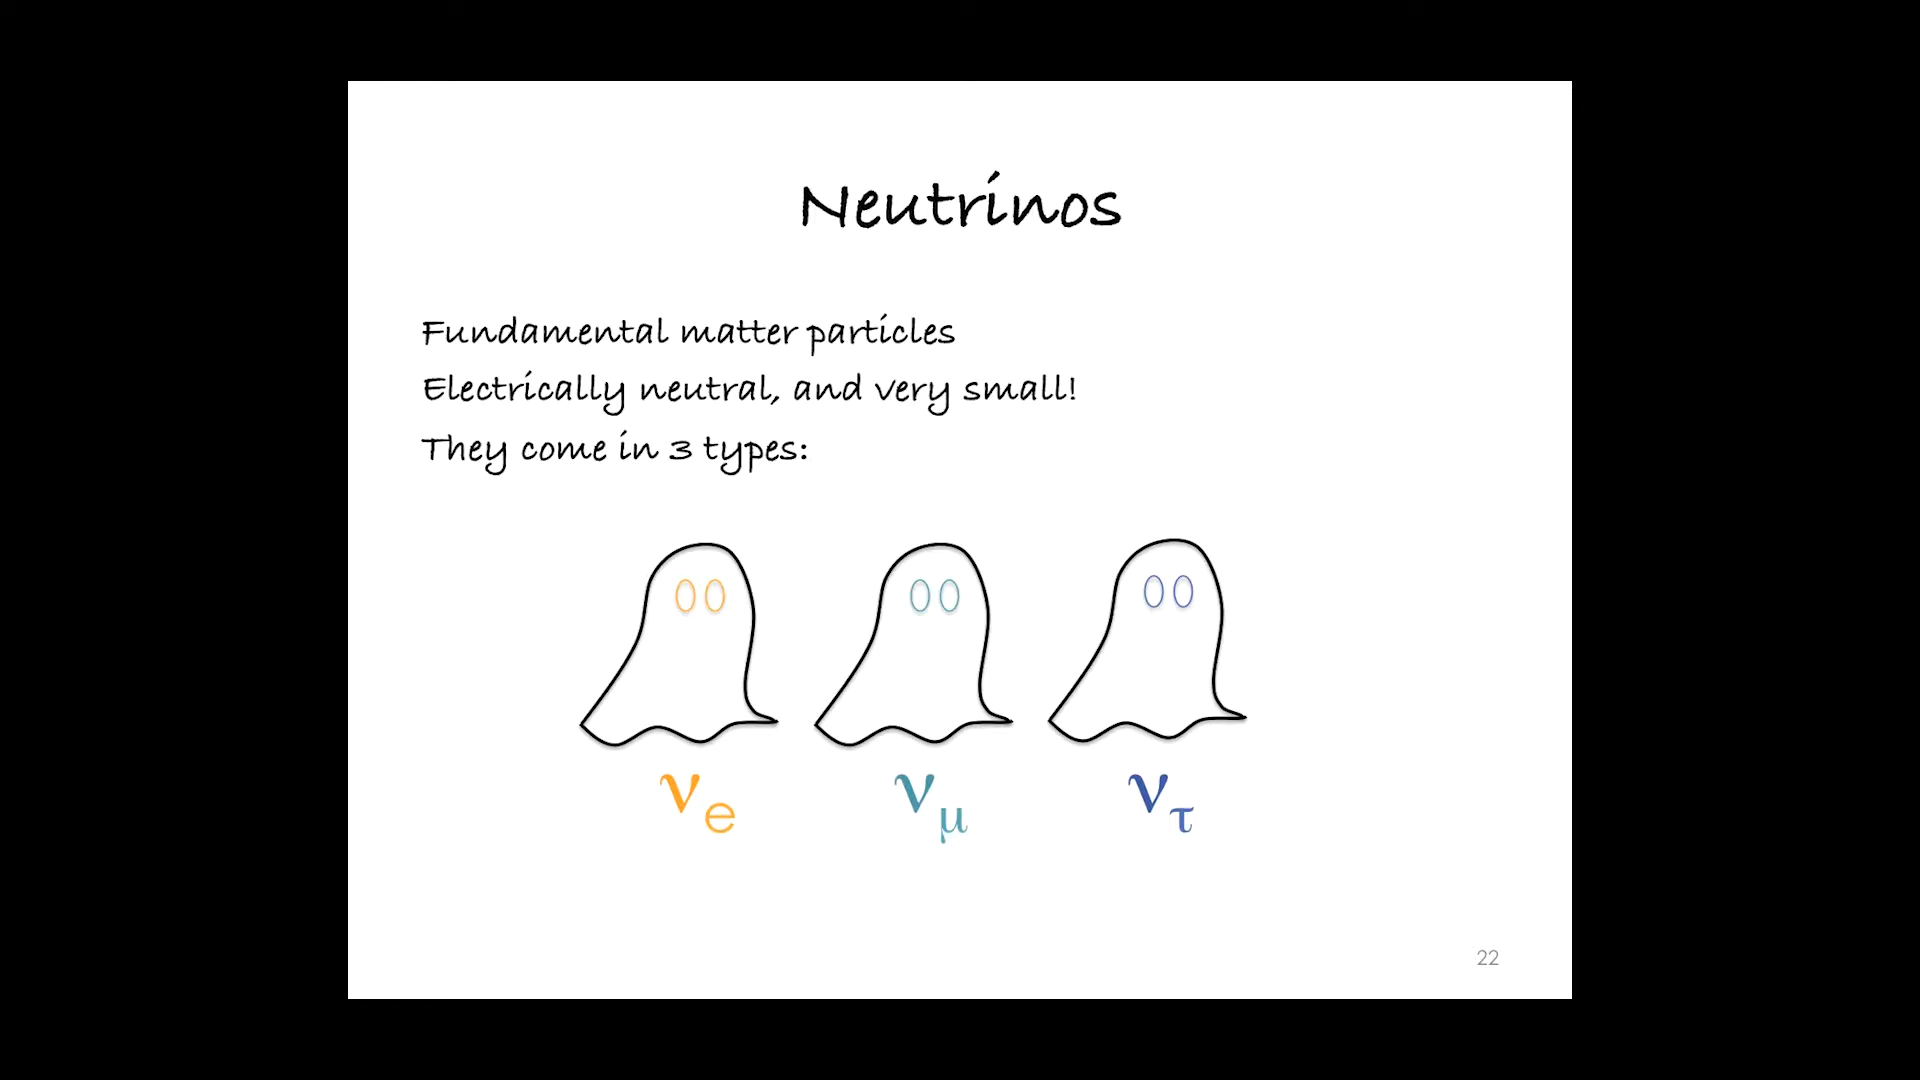 Neutrinos
Fundamental matter particles
Electrically neutral, and very small!
They come in 3 types:
νe νμ ντ
22